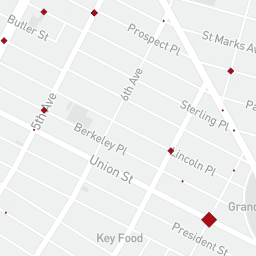 Butler St
Prospect Pl
St Marks Av
6th Ave
5th Ave
Sterling Pl
Pa
Berkeley Pl
Union St
Lincoln Pl
Grand
President St
Key Food